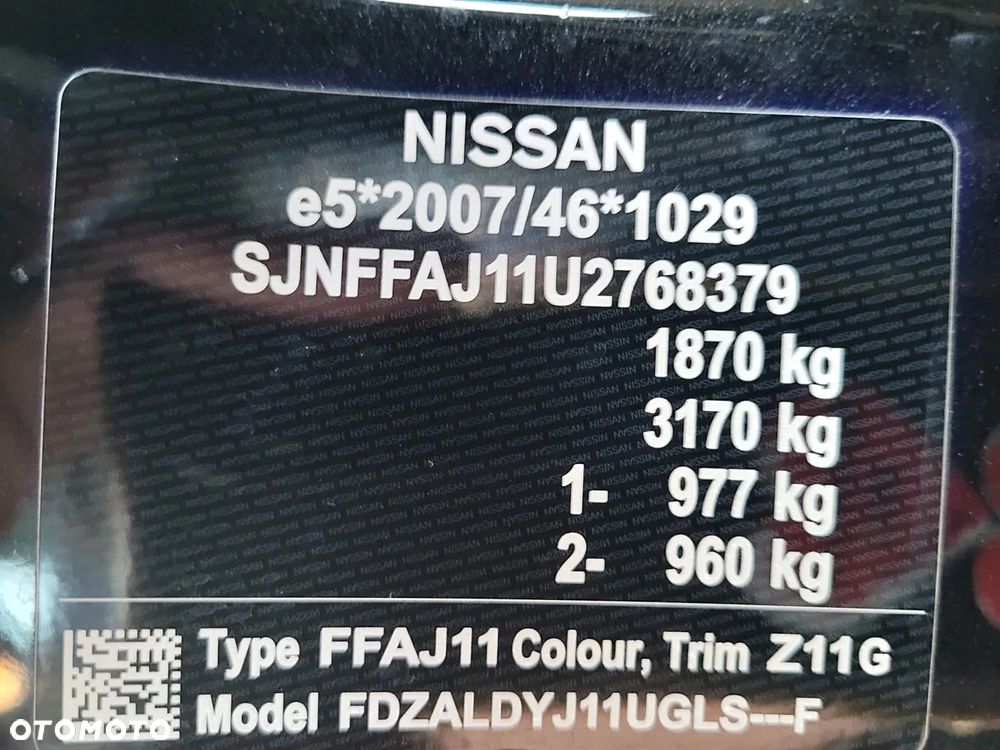 NISSAN
e5*2007/46*1029
SJNFFAJ11U2768379
1870 kg
3170 kg
1- 977 kg
2- 960 kg
Type FFAJ11 Colour, Trim Z11G
Model FDZALDYJ11UGLS---F
OTOMOTO